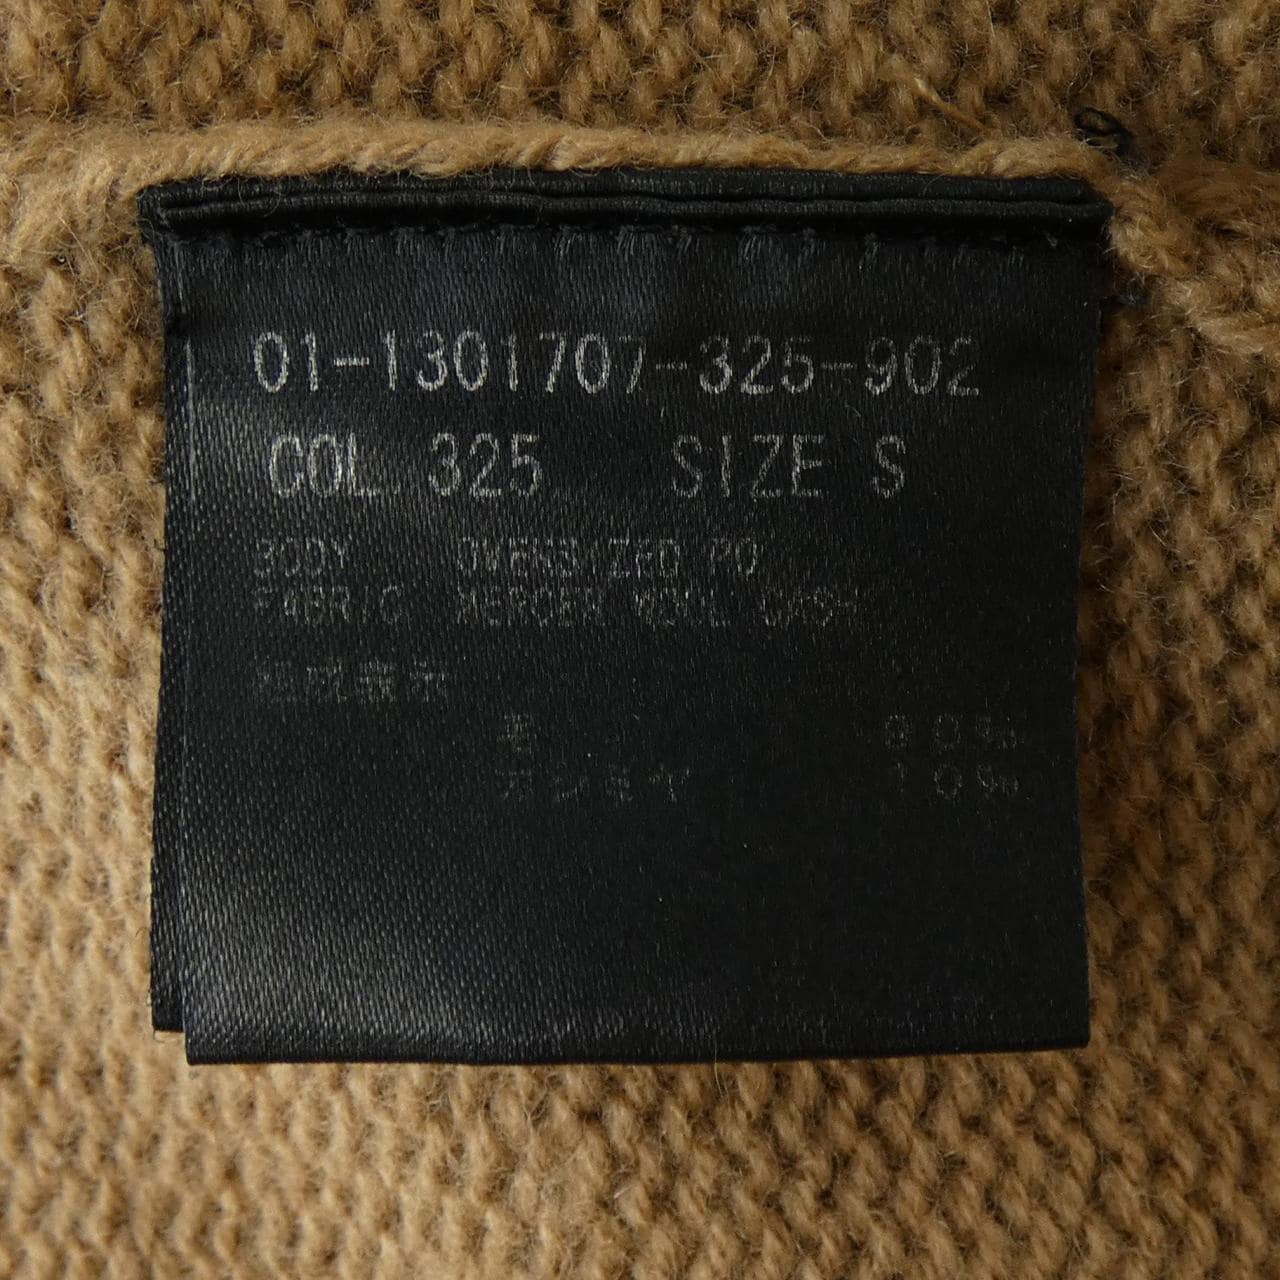 01-1301707-325-902
COL 325 SIZE S
BODY OVERSIZED PO
FABRIC MERCER WOOL CASH
組成表示
毛 90%
カシミヤ 10%